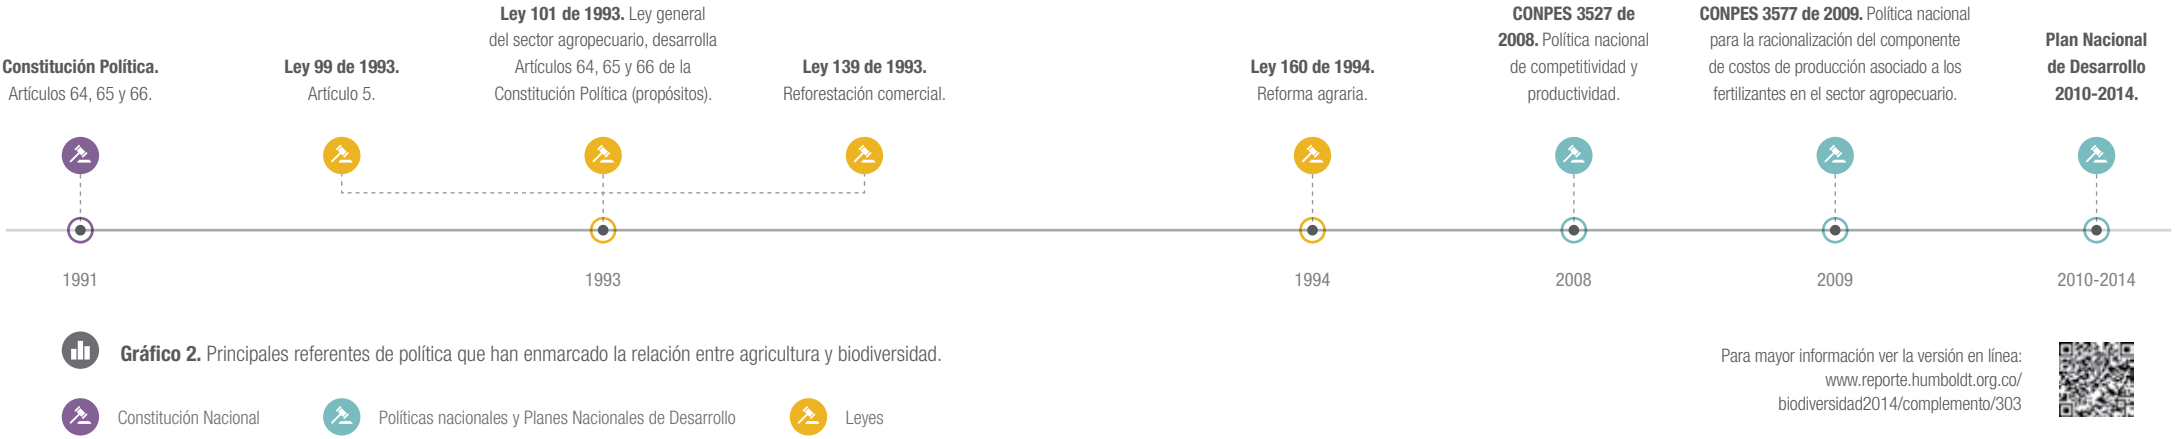 Constitución Política.
Artículos 64, 65 y 66.
Ley 99 de 1993.
Artículo 5.
Ley 101 de 1993. Ley general
del sector agropecuario, desarrolla
Artículos 64, 65 y 66 de la
Constitución Política (propósitos).
Ley 139 de 1993.
Reforestación comercial.
Ley 160 de 1994.
Reforma agraria.
CONPES 3527 de
2008. Política nacional
de competitividad y
productividad.
CONPES 3577 de 2009. Política nacional
para la racionalización del componente
de costos de producción asociado a los
fertilizantes en el sector agropecuario.
Plan Nacional
de Desarrollo
2010-2014.
1991
1993
1994
2008
2009
2010-2014
Gráfico 2. Principales referentes de política que han enmarcado la relación entre agricultura y biodiversidad.
Constitución Nacional
Políticas nacionales y Planes Nacionales de Desarrollo
Leyes
Para mayor información ver la versión en línea:
www.reporte.humboldt.org.co/
biodiversidad2014/complemento/303